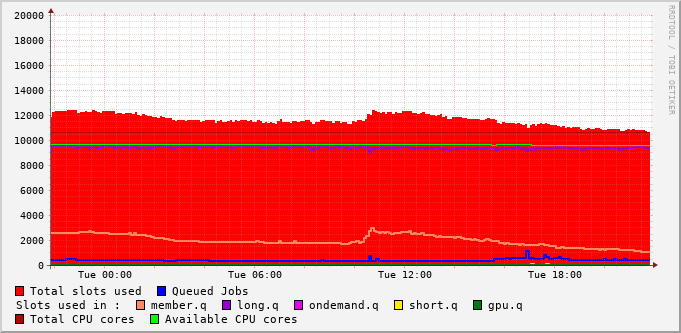 20000
18000
16000
14000
12000
10000
8000
6000
4000
2000
0
Tue 00:00 Tue 06:00 Tue 12:00 Tue 18:00
RRDTOOL / TOBI OETIKER
Total slots used Queued Jobs
Slots used in : member.q long.q ondemand.q short.q gpu.q
Total CPU cores Available CPU cores